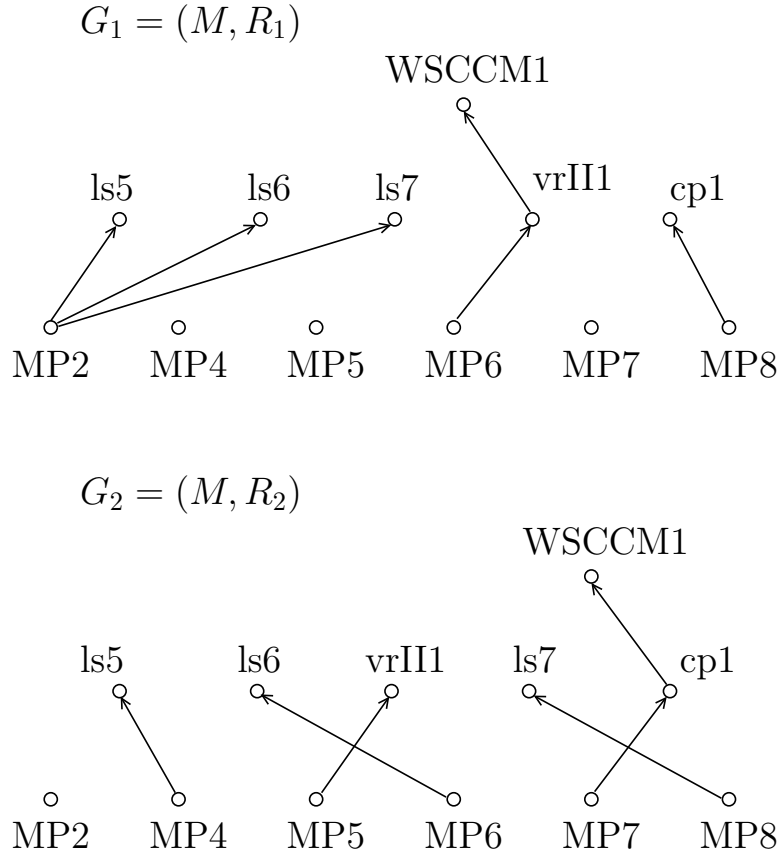 G₁ = (M, R₁)
WSCCM1
ls5 ls6 ls7 vrII1 cp1
MP2 MP4 MP5 MP6 MP7 MP8
G₂ = (M, R₂)
WSCCM1
ls5 ls6 vrII1 ls7 cp1
MP2 MP4 MP5 MP6 MP7 MP8